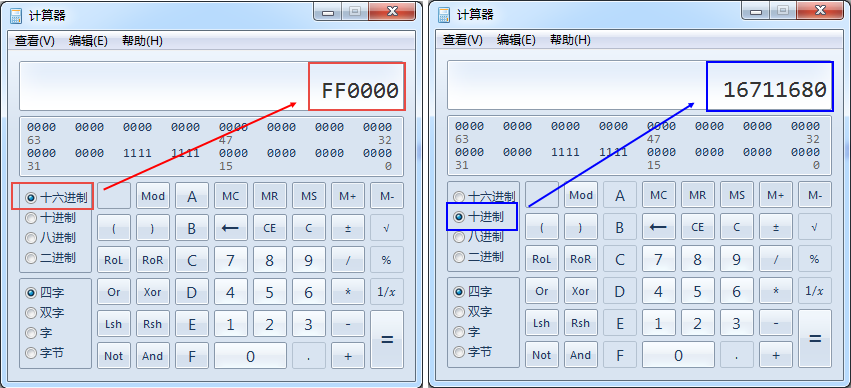 计算器
查看(V) 编辑(E) 帮助(H)
FF0000
0000 0000 0000 0000 0000 0000 0000 0000
63 47 32
0000 0000 1111 1111 0000 0000 0000 0000
31 15 0
十六进制 Mod A MC MR MS M+ M-
十进制 ( ) B ← CE C ± √
八进制
二进制 RoL RoR C 7 8 9 / %
四字 Or Xor D 4 5 6 * 1/x
双字
字 Lsh Rsh E 1 2 3 - =
字节 Not And F 0 . +
计算器
查看(V) 编辑(E) 帮助(H)
16711680
0000 0000 0000 0000 0000 0000 0000 0000
63 47 32
0000 0000 1111 1111 0000 0000 0000 0000
31 15 0
十六进制 Mod A MC MR MS M+ M-
十进制 ( ) B ← CE C ± √
八进制
二进制 RoL RoR C 7 8 9 / %
四字 Or Xor D 4 5 6 * 1/x
双字
字 Lsh Rsh E 1 2 3 - =
字节 Not And F 0 . +